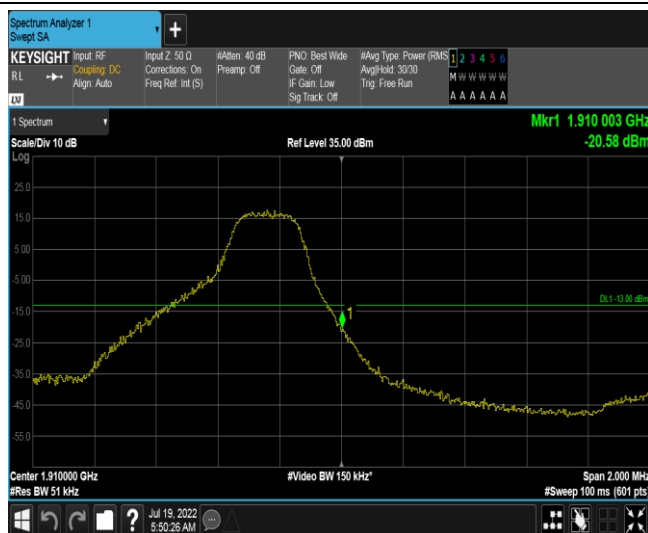 Spectrum Analyzer 1
Swept SA
+
KEYSIGHT
R L
Input: RF
Coupling: DC
Align: Auto
Input Z: 50 Ω
Corrections: On
Freq Ref: Int (S)
#Atten: 40 dB
Preamp: Off
PNO: Best Wide
Gate: Off
IF Gain: Low
Sig Track: Off
#Avg Type: Power (RMS
Avg|Hold: 30/30
Trig: Free Run
1 2 3 4 5 6
M W W W W W
A A A A A A
1 Spectrum
Scale/Div 10 dB
Ref Level 35.00 dBm
Mkr1 1.910 003 GHz
-20.58 dBm
Log
25.0
15.0
5.00
-5.00
-15.0
-25.0
-35.0
-45.0
-55.0
DL1 -13.00 dBm
1
Center 1.910000 GHz
#Res BW 51 kHz
#Video BW 150 kHz*
Span 2.000 MHz
#Sweep 100 ms (601 pts)
?
Jul 19, 2022
5:50:26 AM